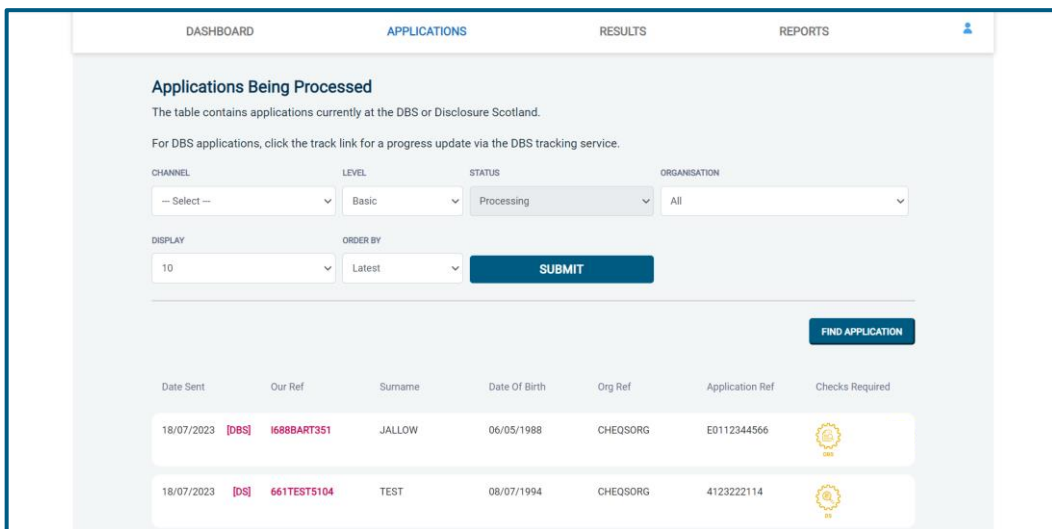 DASHBOARD APPLICATIONS RESULTS REPORTS
Applications Being Processed
The table contains applications currently at the DBS or Disclosure Scotland.
For DBS applications, click the track link for a progress update via the DBS tracking service.
CHANNEL LEVEL STATUS ORGANISATION
--- Select --- Basic Processing All
DISPLAY ORDER BY
10 Latest SUBMIT
FIND APPLICATION
Date Sent Our Ref Surname Date Of Birth Org Ref Application Ref Checks Required
18/07/2023 [DBS] I688BART351 JALLOW 06/05/1988 CHEQSORG E0112344566
DBS
18/07/2023 [DS] 661TEST5104 TEST 08/07/1994 CHEQSORG 4123222114
DS